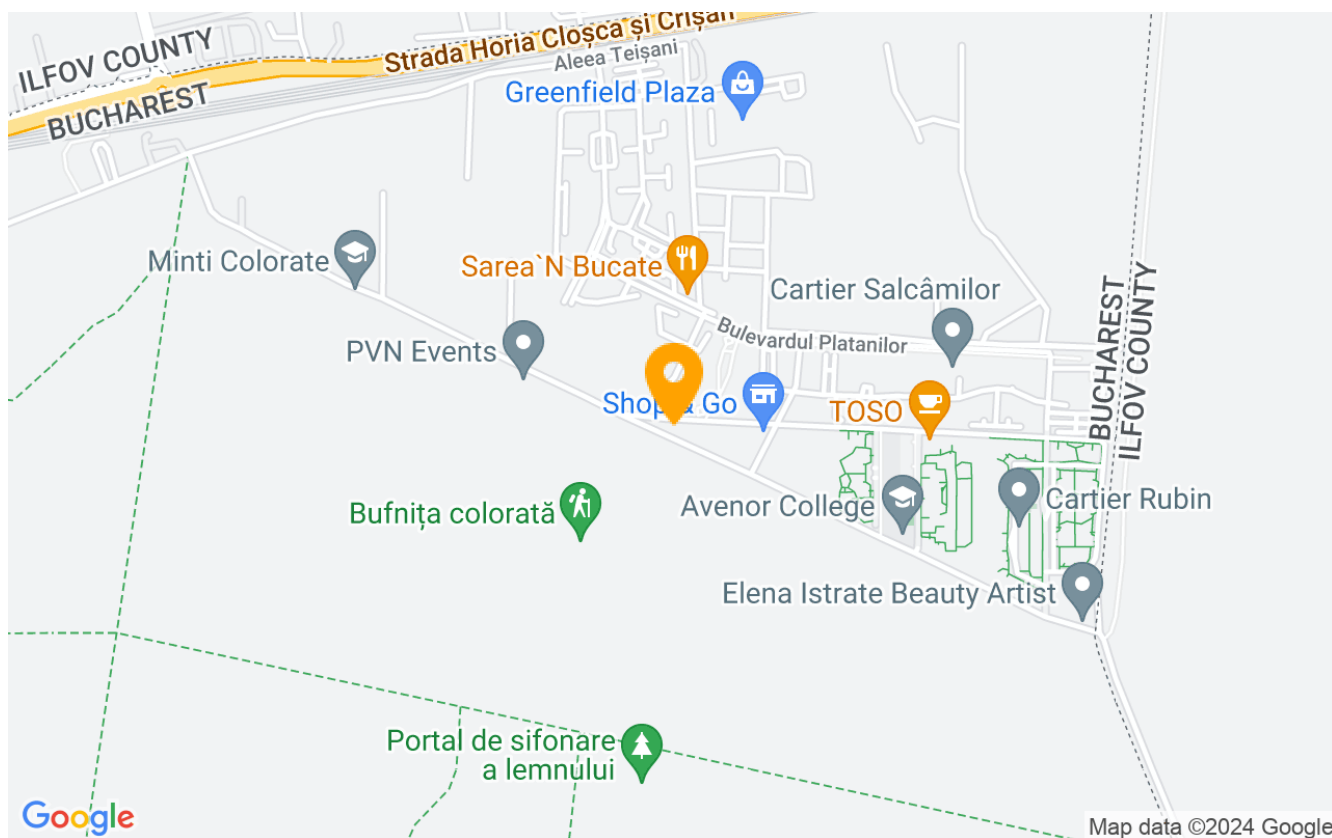 ILFOV COUNTY
BUCHAREST
Strada Horia Cloșca și Crișan
Aleea Teișani
Greenfield Plaza
Minti Colorate
Sarea`N Bucate
Cartier Salcâmilor
BUCHAREST
ILFOV COUNTY
Bulevardul Platanilor
PVN Events
Shop & Go
TOSO
Bufnița colorată
Avenor College
Cartier Rubin
Elena Istrate Beauty Artist
Portal de sifonare
a lemnului
Google
Map data ©2024 Google